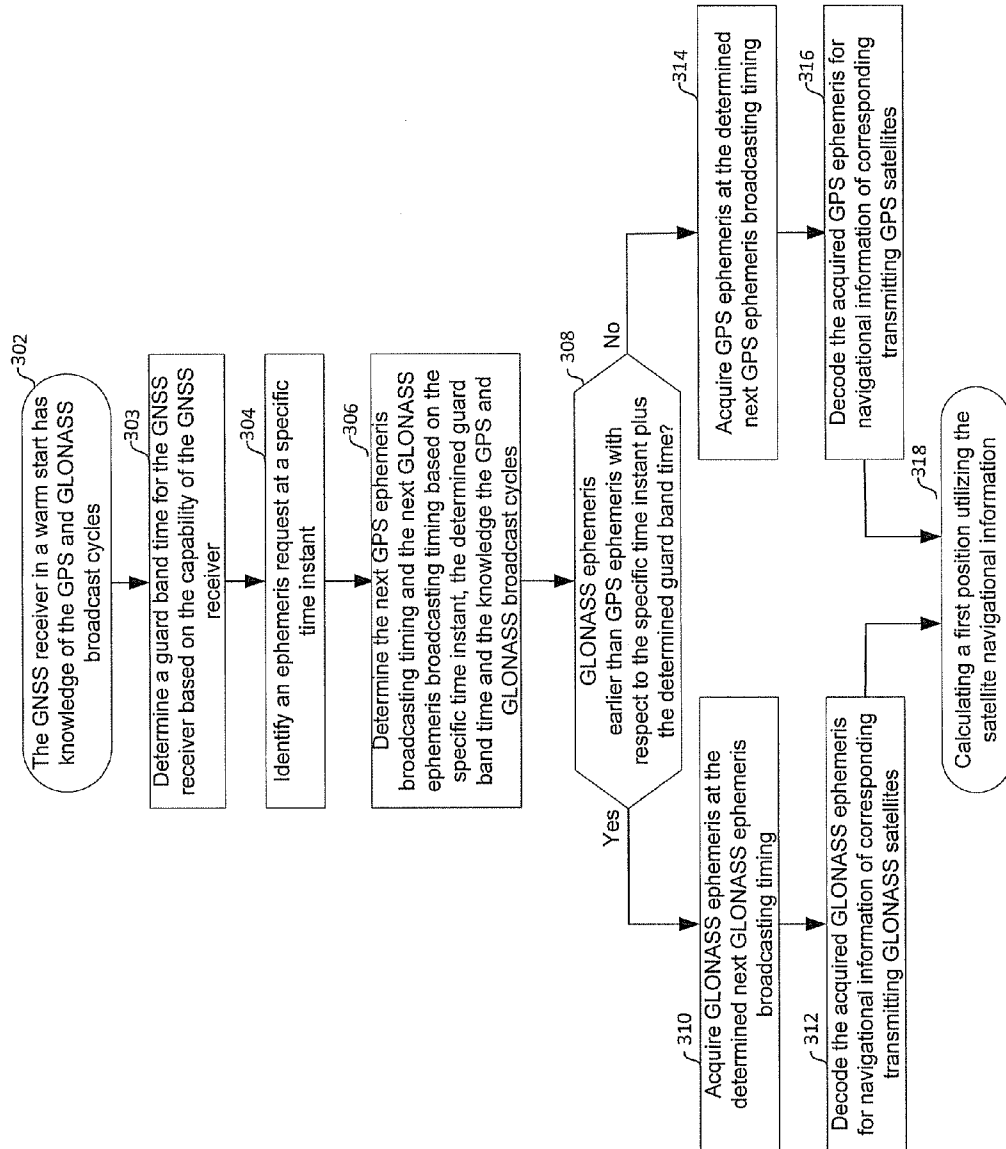 302
The GNSS receiver in a warm start has
knowledge of the GPS and GLONASS
broadcast cycles
303
Determine a guard band time for the GNSS
receiver based on the capability of the GNSS
receiver
304
Identify an ephemeris request at a specific
time instant
306
Determine the next GPS ephemeris
broadcasting timing and the next GLONASS
ephemeris broadcasting timing based on the
specific time instant, the determined guard
band time and the knowledge the GPS and
GLONASS broadcast cycles
308
GLONASS ephemeris
earlier than GPS ephemeris with
respect to the specific time instant plus
the determined guard band time?
Yes
No
310
Acquire GLONASS ephemeris at the
determined next GLONASS ephemeris
broadcasting timing
312
Decode the acquired GLONASS ephemeris
for navigational information of corresponding
transmitting GLONASS satellites
314
Acquire GPS ephemeris at the determined
next GPS ephemeris broadcasting timing
316
Decode the acquired GPS ephemeris for
navigational information of corresponding
transmitting GPS satellites
318
Calculating a first position utilizing the
satellite navigational information